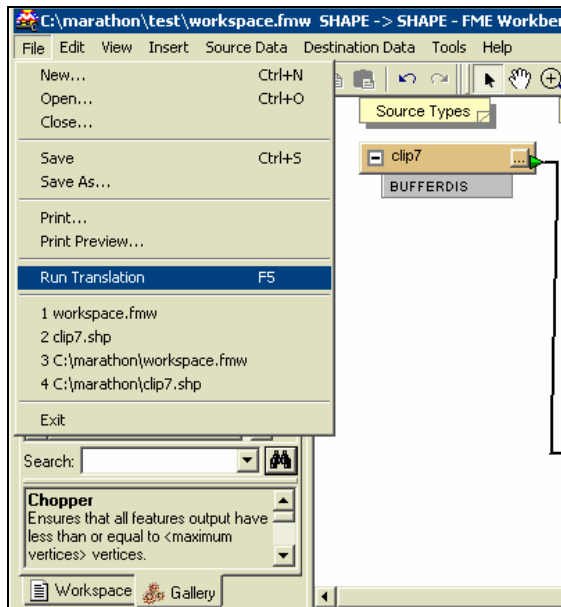 C:\marathon\test\workspace.fmw SHAPE -> SHAPE - FME Workben
File Edit View Insert Source Data Destination Data Tools Help
New... Ctrl+N
Open... Ctrl+O
Close...
Save Ctrl+S
Save As...
Print...
Print Preview...
Run Translation F5
1 workspace.fmw
2 clip7.shp
3 C:\marathon\workspace.fmw
4 C:\marathon\clip7.shp
Exit
Source Types
clip7 ...
BUFFERDIS
Search:
Chopper
Ensures that all features output have
less than or equal to <maximum
vertices> vertices.
Workspace Gallery